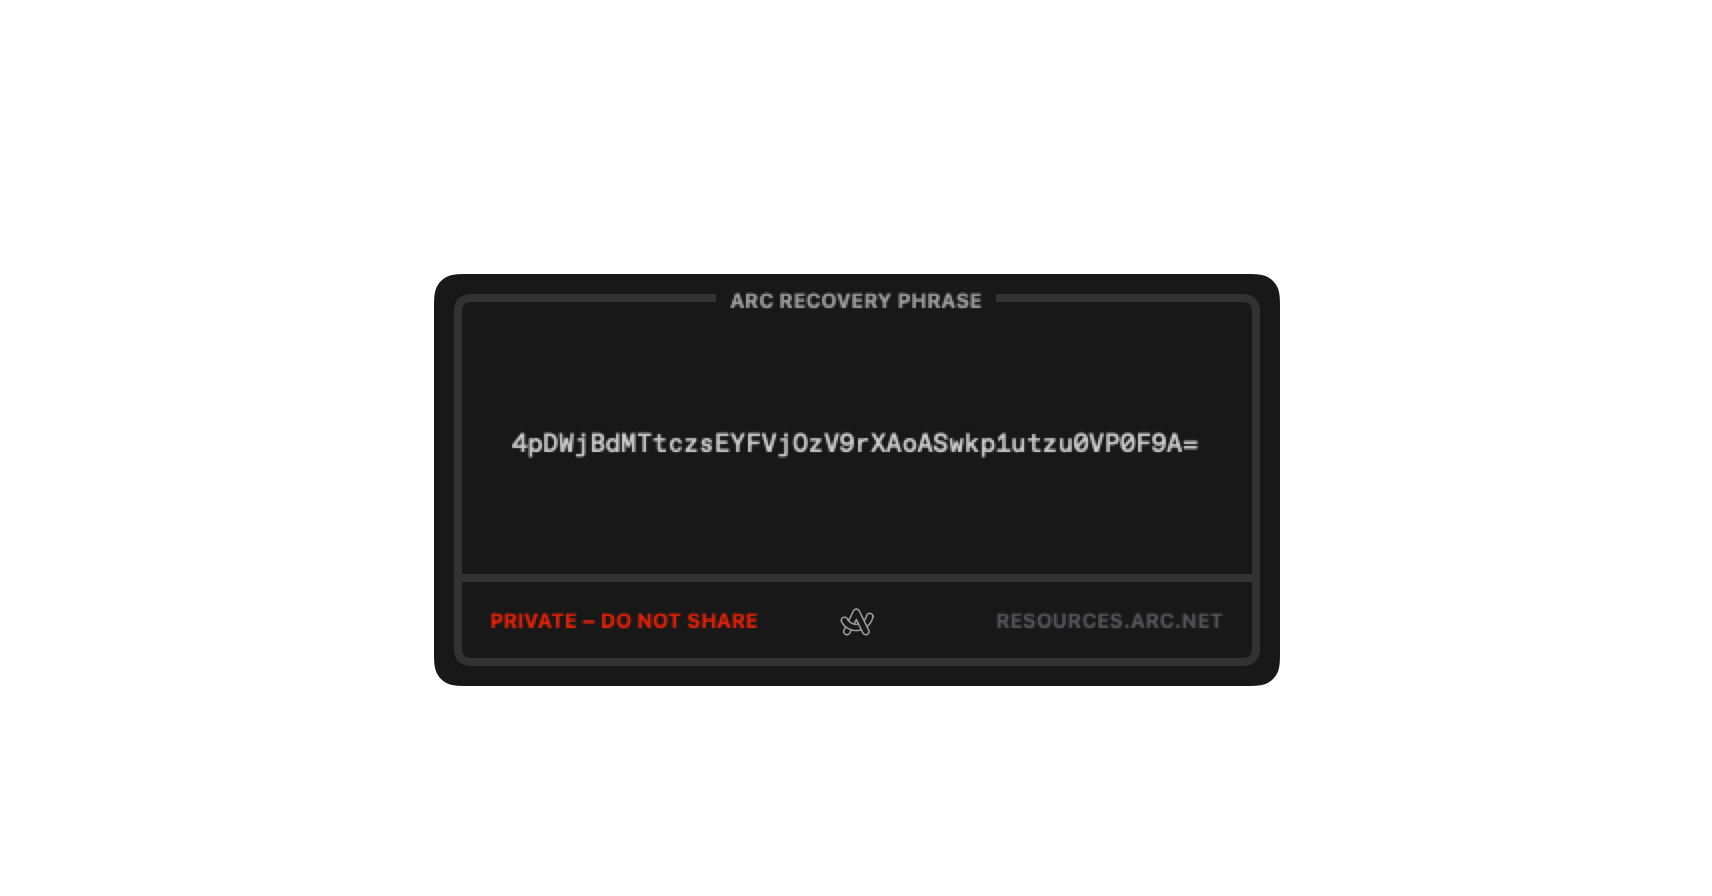 ARC RECOVERY PHRASE
4pDWjBdMTtczsEYFVjOzV9rXAoASwkp1utzu0VP0F9A=
PRIVATE – DO NOT SHARE
RESOURCES.ARC.NET